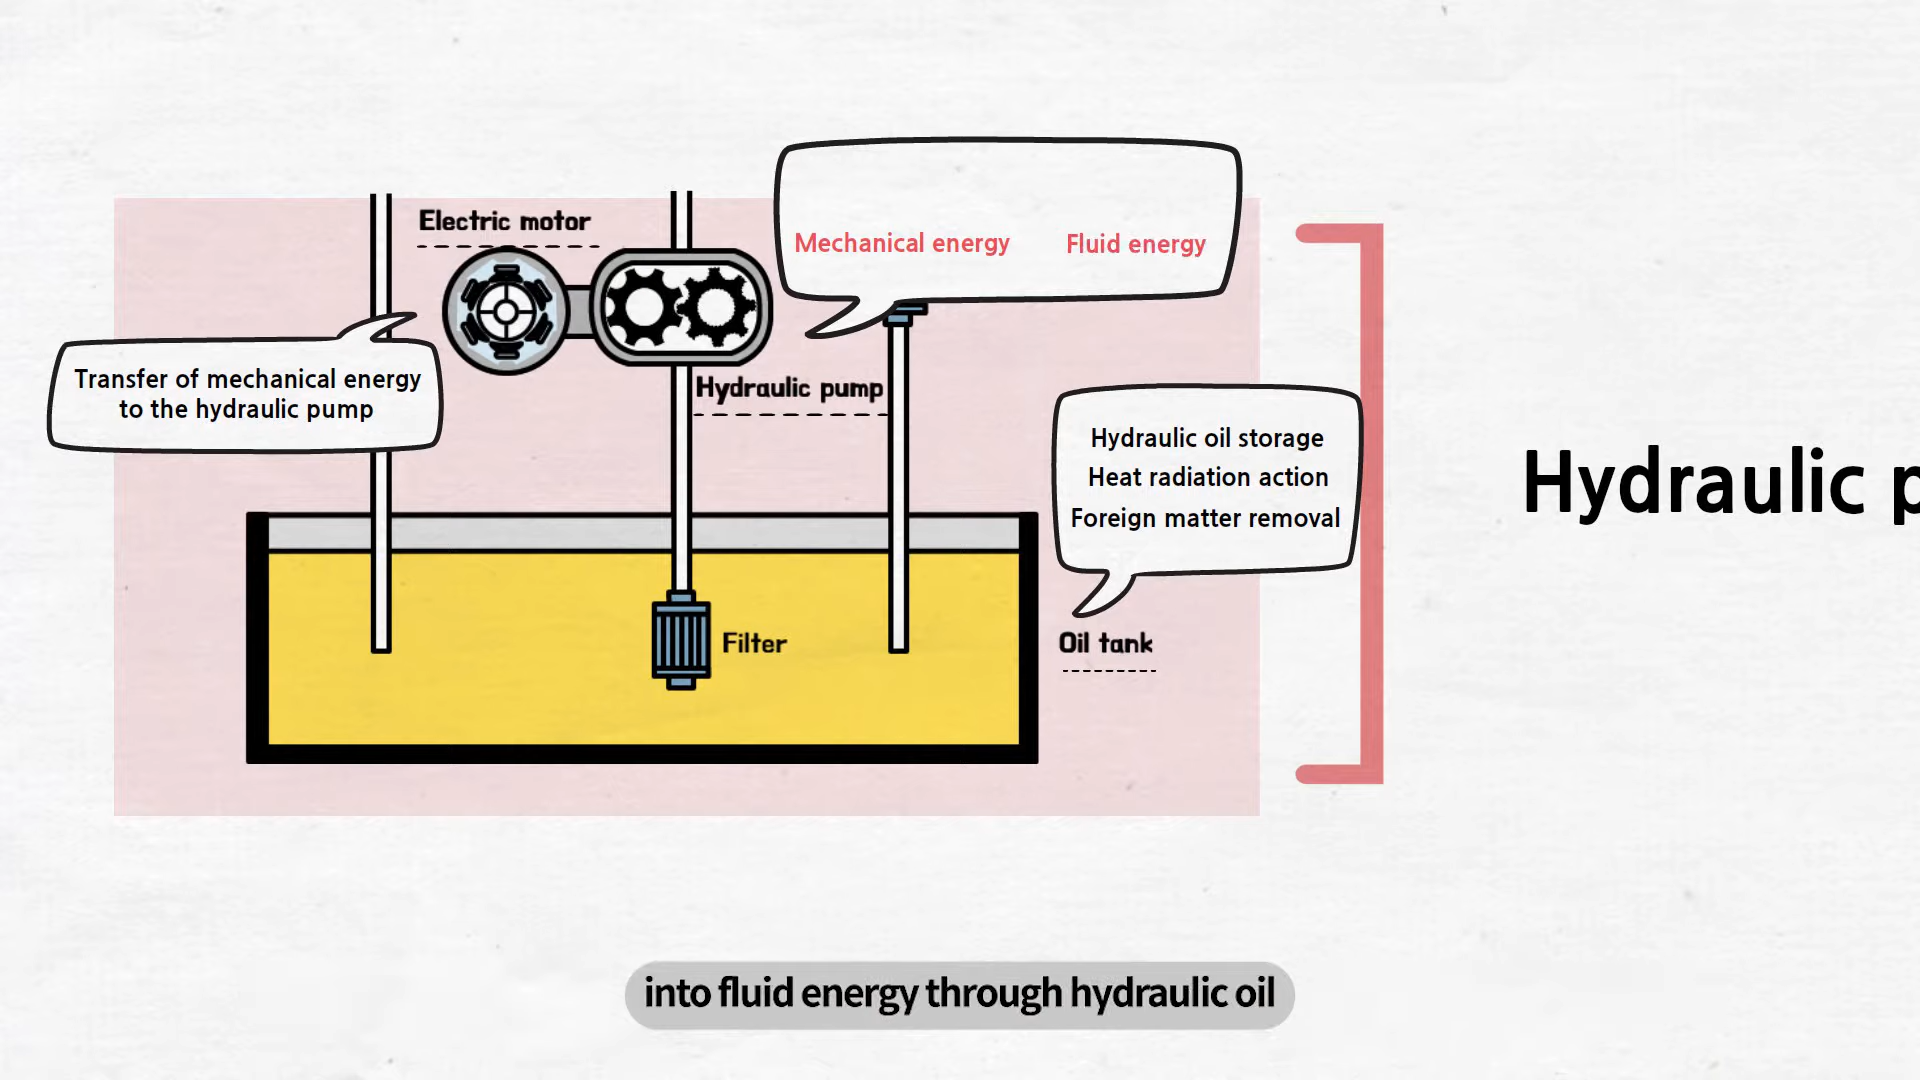 Electric motor
Mechanical energy
Fluid energy
Transfer of mechanical energy
to the hydraulic pump
Hydraulic pump
Hydraulic oil storage
Heat radiation action
Foreign matter removal
Hydraulic p
Filter
Oil tank
into fluid energy through hydraulic oil